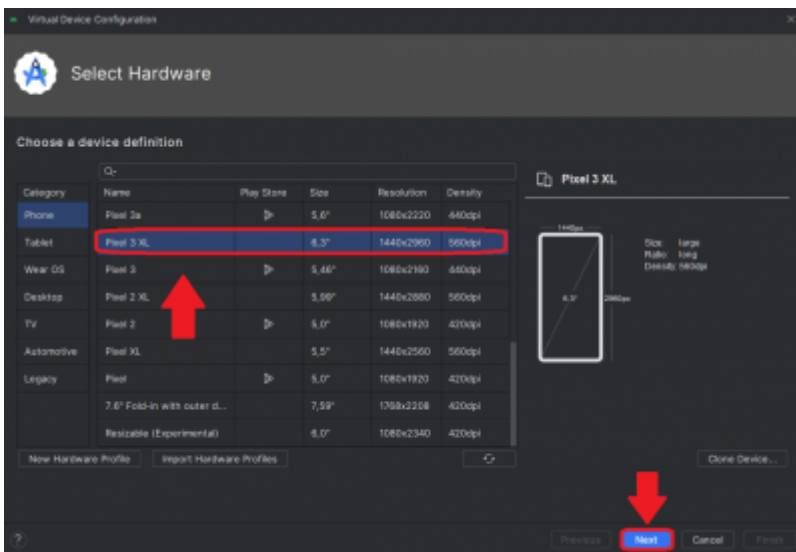 Virtual Device Configuration
Select Hardware
Choose a device definition
Category Name Play Store Size Resolution Density
Phone Pixel 3a 5,6" 1080x2220 440dpi
Tablet Pixel 3 XL 6,3" 1440x2960 560dpi
Wear OS Pixel 3 5,46" 1080x2160 440dpi
Desktop Pixel 2 XL 5,99" 1440x2880 560dpi
TV Pixel 2 5,0" 1080x1920 420dpi
Automotive Pixel XL 5,5" 1440x2560 560dpi
Legacy Pixel 5,0" 1080x1920 420dpi
7.6" Fold-in with outer d... 7,59" 1768x2208 420dpi
Resizable (Experimental) 6,0" 1080x2340 420dpi
New Hardware Profile Import Hardware Profiles
Pixel 3 XL
1440px
6,3" 2960px
Size: large
Ratio: long
Density: 560dpi
Clone Device...
? Previous Next Cancel Finish